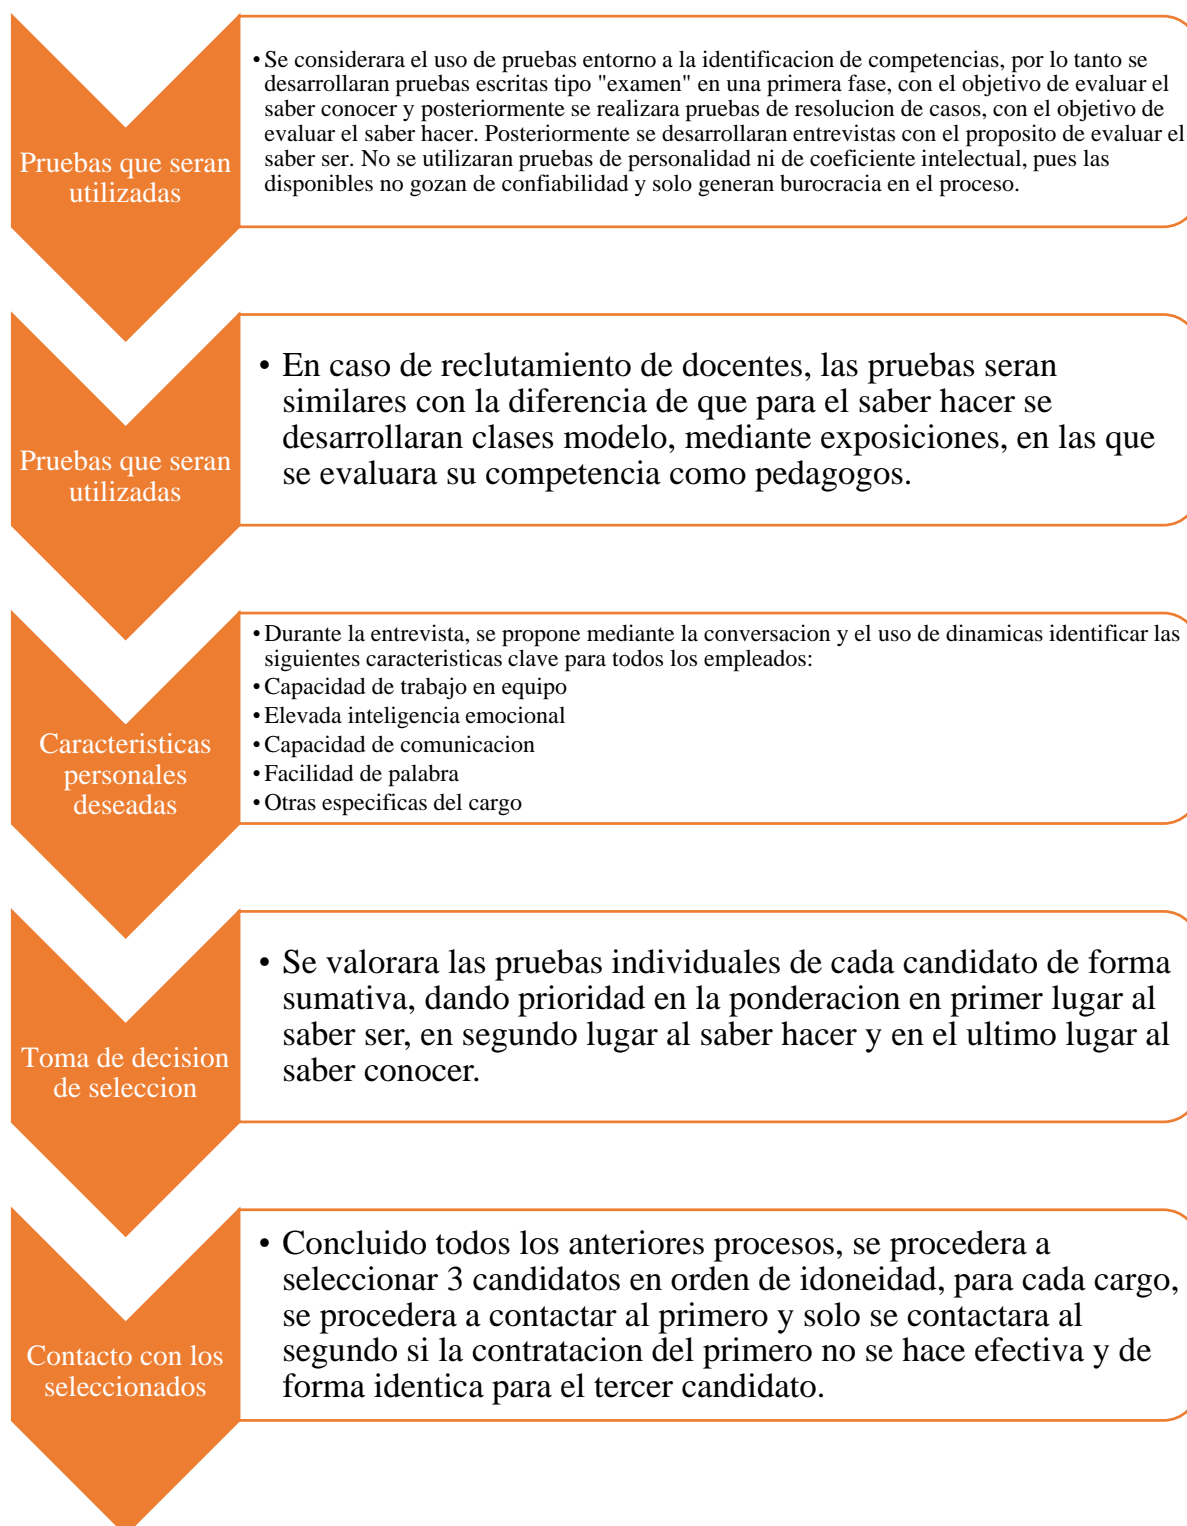 Pruebas que seran
utilizadas
• Se considerara el uso de pruebas entorno a la identificacion de competencias, por lo tanto se
desarrollaran pruebas escritas tipo "examen" en una primera fase, con el objetivo de evaluar el
saber conocer y posteriormente se realizara pruebas de resolucion de casos, con el objetivo de
evaluar el saber hacer. Posteriormente se desarrollaran entrevistas con el proposito de evaluar el
saber ser. No se utilizaran pruebas de personalidad ni de coeficiente intelectual, pues las
disponibles no gozan de confiabilidad y solo generan burocracia en el proceso.
Pruebas que seran
utilizadas
• En caso de reclutamiento de docentes, las pruebas seran
similares con la diferencia de que para el saber hacer se
desarrollaran clases modelo, mediante exposiciones, en las que
se evaluara su competencia como pedagogos.
Caracteristicas
personales
deseadas
• Durante la entrevista, se propone mediante la conversacion y el uso de dinamicas identificar las
siguientes caracteristicas clave para todos los empleados:
• Capacidad de trabajo en equipo
• Elevada inteligencia emocional
• Capacidad de comunicacion
• Facilidad de palabra
• Otras especificas del cargo
Toma de decision
de seleccion
• Se valorara las pruebas individuales de cada candidato de forma
sumativa, dando prioridad en la ponderacion en primer lugar al
saber ser, en segundo lugar al saber hacer y en el ultimo lugar al
saber conocer.
Contacto con los
seleccionados
• Concluido todos los anteriores procesos, se procedera a
seleccionar 3 candidatos en orden de idoneidad, para cada cargo,
se procedera a contactar al primero y solo se contactara al
segundo si la contratacion del primero no se hace efectiva y de
forma identica para el tercer candidato.